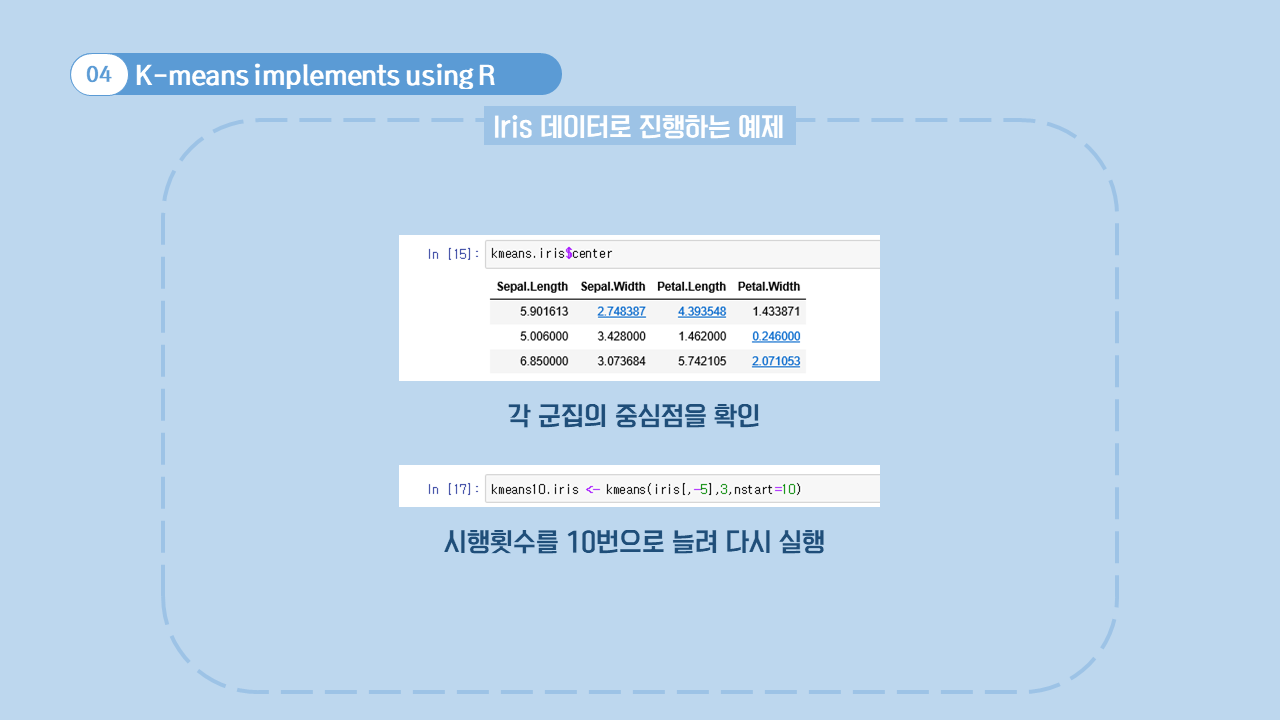 04 K-means implements using R
Iris 데이터로 진행하는 예제
In [15]: kmeans.iris$center
Sepal.Length Sepal.Width Petal.Length Petal.Width
5.901613 2.748387 4.393548 1.433871
5.006000 3.428000 1.462000 0.246000
6.850000 3.073684 5.742105 2.071053
각 군집의 중심점을 확인
In [17]: kmeans10.iris <- kmeans(iris[,-5],3,nstart=10)
시행횟수를 10번으로 늘려 다시 실행